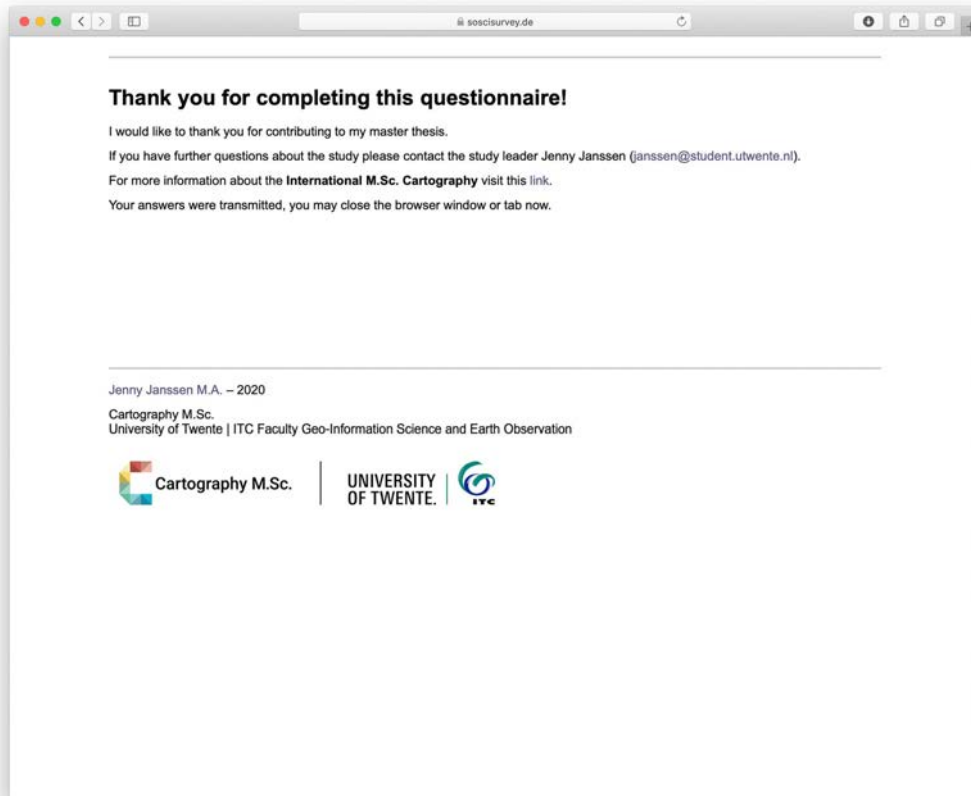 soscisurvey.de
Thank you for completing this questionnaire!
I would like to thank you for contributing to my master thesis.
If you have further questions about the study please contact the study leader Jenny Janssen (janssen@student.utwente.nl).
For more information about the International M.Sc. Cartography visit this link.
Your answers were transmitted, you may close the browser window or tab now.
Jenny Janssen M.A. – 2020
Cartography M.Sc.
University of Twente | ITC Faculty Geo-Information Science and Earth Observation
Cartography M.Sc.
UNIVERSITY
OF TWENTE.
ITC